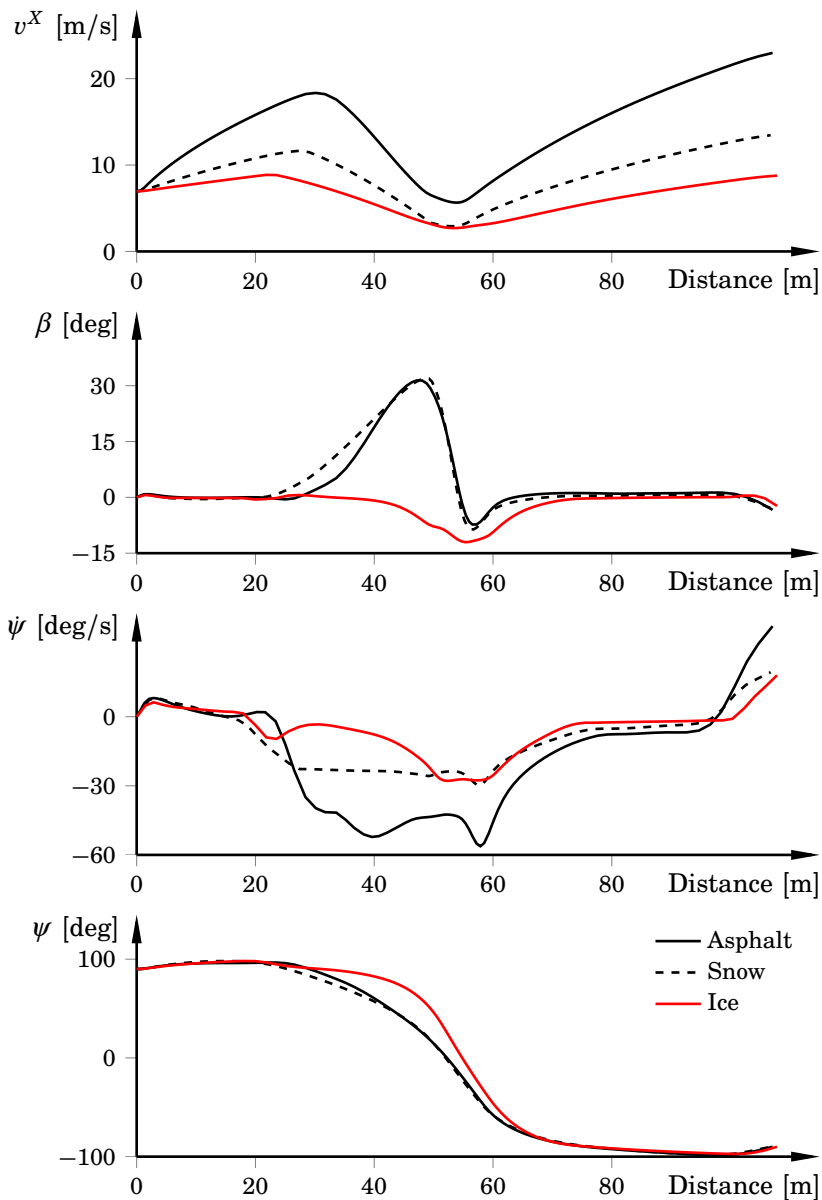 v^X [m/s]
20
10
0
0 20 40 60 80 Distance [m]
β [deg]
30
15
0
−15
0 20 40 60 80 Distance [m]
ψ̇ [deg/s]
0
−30
−60
0 20 40 60 80 Distance [m]
ψ [deg]
100
0
−100
Asphalt
Snow
Ice
0 20 40 60 80 Distance [m]